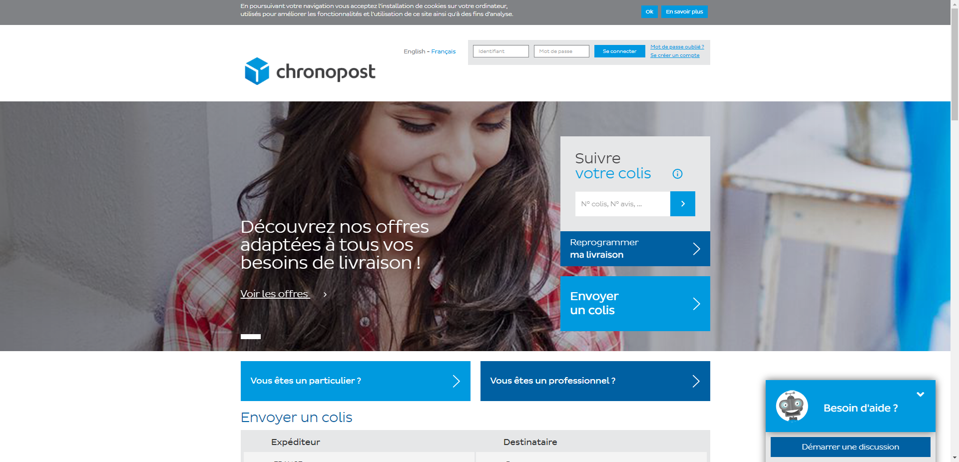 En poursuivant votre navigation vous acceptez l'installation de cookies sur votre ordinateur,
utilisés pour améliorer les fonctionnalités et l'utilisation de ce site ainsi qu'à des fins d'analyse.
Ok
En savoir plus
English - Français
Identifiant
Mot de passe
Se connecter
Mot de passe oublié ?
Se créer un compte
chronopost
Suivre
votre colis
N° colis, N° avis, ...
Découvrez nos offres
adaptées à tous vos
besoins de livraison !
Voir les offres
Reprogrammer
ma livraison
Envoyer
un colis
Vous êtes un particulier ?
Vous êtes un professionnel ?
Besoin d'aide ?
Démarrer une discussion
Envoyer un colis
Expéditeur
Destinataire